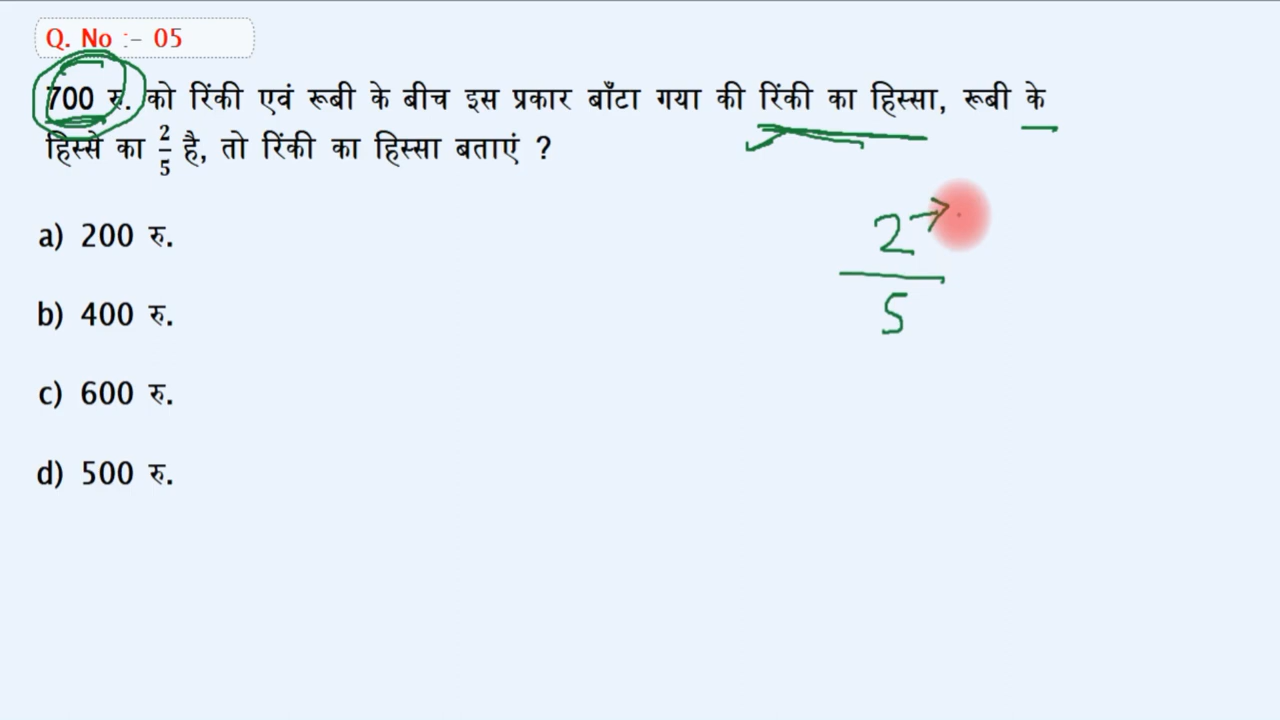 Q. No :- 05
700 रु. को रिंकी एवं रूबी के बीच इस प्रकार बाँटा गया की रिंकी का हिस्सा, रूबी के
हिस्से का 2/5 है, तो रिंकी का हिस्सा बताएं ?
a) 200 रु.
b) 400 रु.
c) 600 रु.
d) 500 रु.
2
5